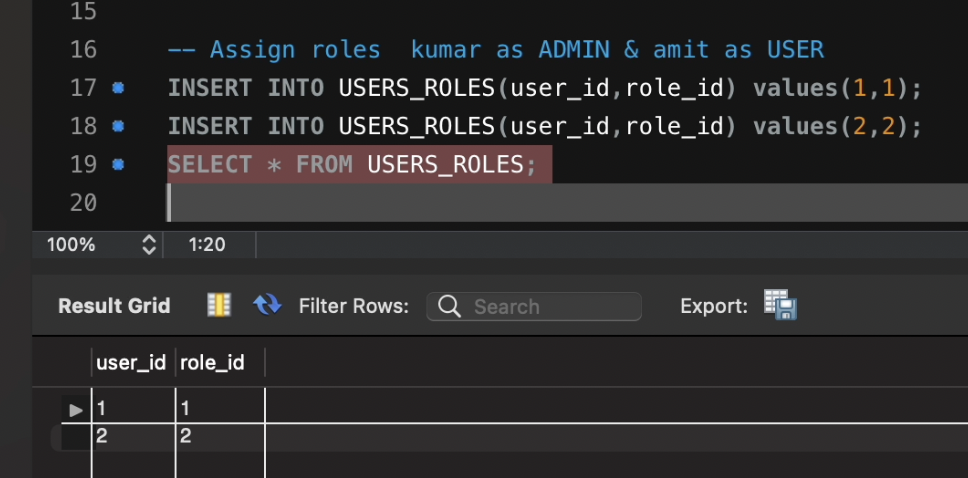 15
16 -- Assign roles  kumar as ADMIN & amit as USER
17 INSERT INTO USERS_ROLES(user_id,role_id) values(1,1);
18 INSERT INTO USERS_ROLES(user_id,role_id) values(2,2);
19 SELECT * FROM USERS_ROLES;
20
100% 1:20
Result Grid Filter Rows: Search Export:
user_id role_id
1 1
2 2